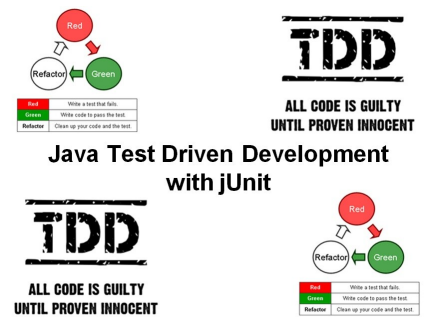 Red
Refactor
Green
Red Write a test that fails.
Green Write code to pass the test.
Refactor Clean up your code and the test.
TDD
ALL CODE IS GUILTY
UNTIL PROVEN INNOCENT
Java Test Driven Development
with jUnit
TDD
ALL CODE IS GUILTY
UNTIL PROVEN INNOCENT
Red
Refactor
Green
Red Write a test that fails.
Green Write code to pass the test.
Refactor Clean up your code and the test.